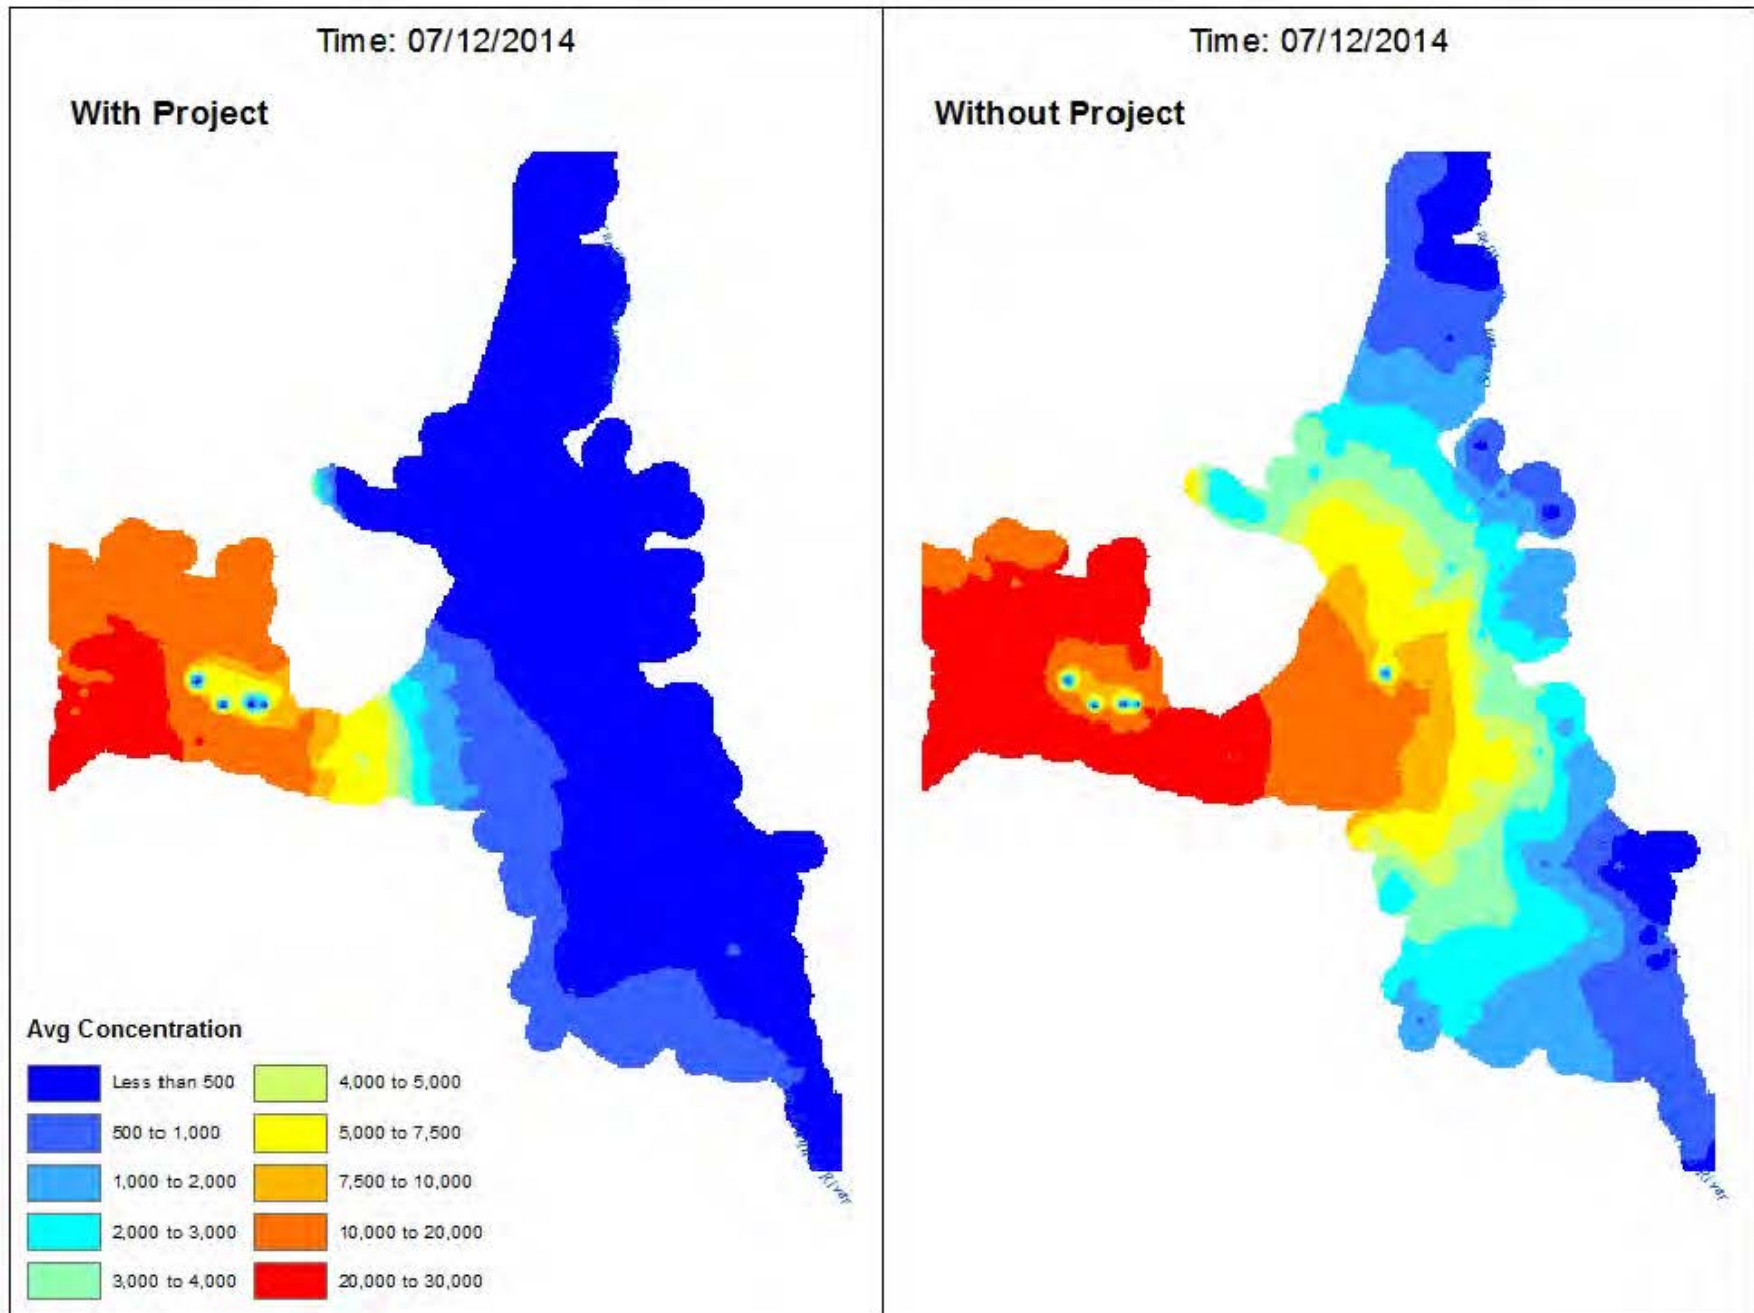 Time: 07/12/2014
With Project
Time: 07/12/2014
Without Project
Avg Concentration
Less than 500
500 to 1,000
1,000 to 2,000
2,000 to 3,000
3,000 to 4,000
4,000 to 5,000
5,000 to 7,500
7,500 to 10,000
10,000 to 20,000
20,000 to 30,000
River
River